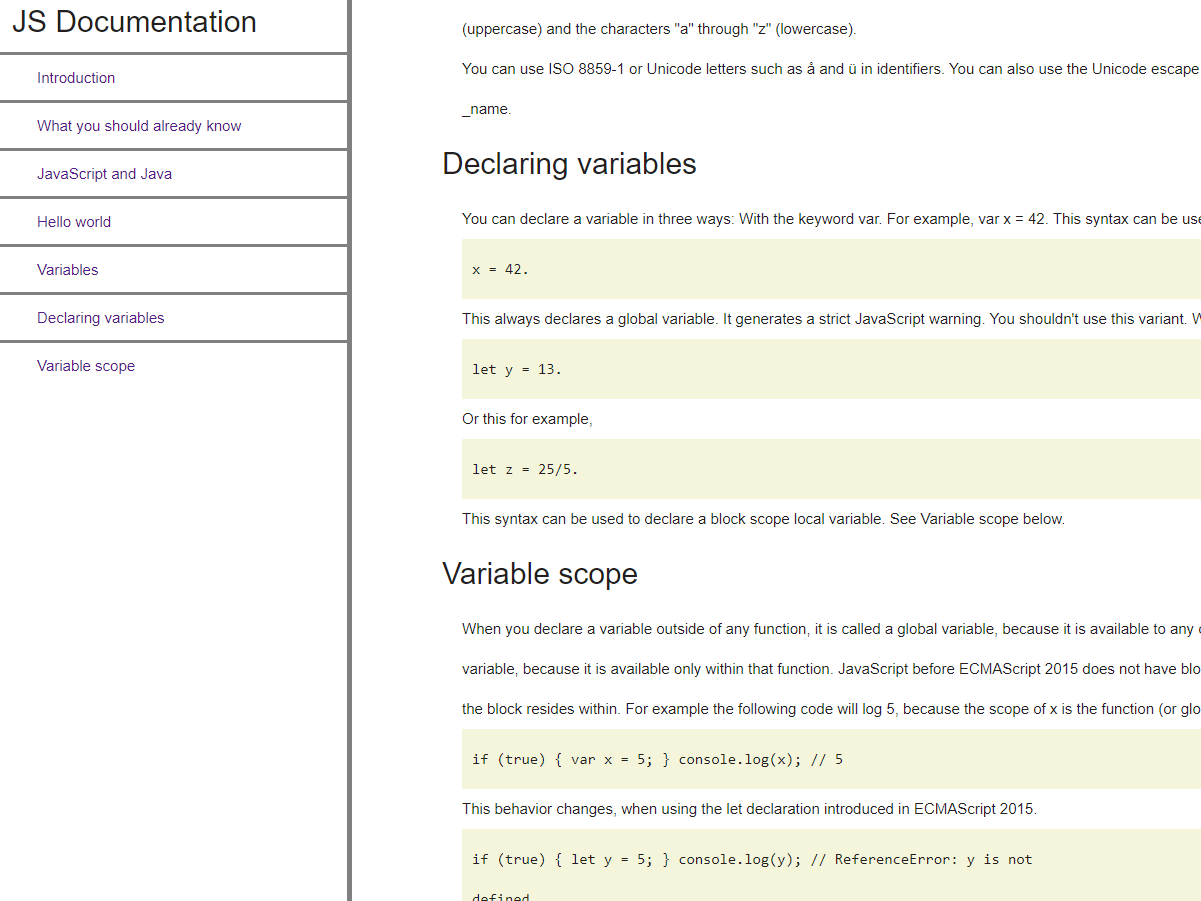 JS Documentation
Introduction
What you should already know
JavaScript and Java
Hello world
Variables
Declaring variables
Variable scope
(uppercase) and the characters "a" through "z" (lowercase).
You can use ISO 8859-1 or Unicode letters such as å and ü in identifiers. You can also use the Unicode escape
_name.
Declaring variables
You can declare a variable in three ways: With the keyword var. For example, var x = 42. This syntax can be use
x = 42.
This always declares a global variable. It generates a strict JavaScript warning. You shouldn't use this variant. W
let y = 13.
Or this for example,
let z = 25/5.
This syntax can be used to declare a block scope local variable. See Variable scope below.
Variable scope
When you declare a variable outside of any function, it is called a global variable, because it is available to any
variable, because it is available only within that function. JavaScript before ECMAScript 2015 does not have blo
the block resides within. For example the following code will log 5, because the scope of x is the function (or glo
if (true) { var x = 5; } console.log(x); // 5
This behavior changes, when using the let declaration introduced in ECMAScript 2015.
if (true) { let y = 5; } console.log(y); // ReferenceError: y is not
defined